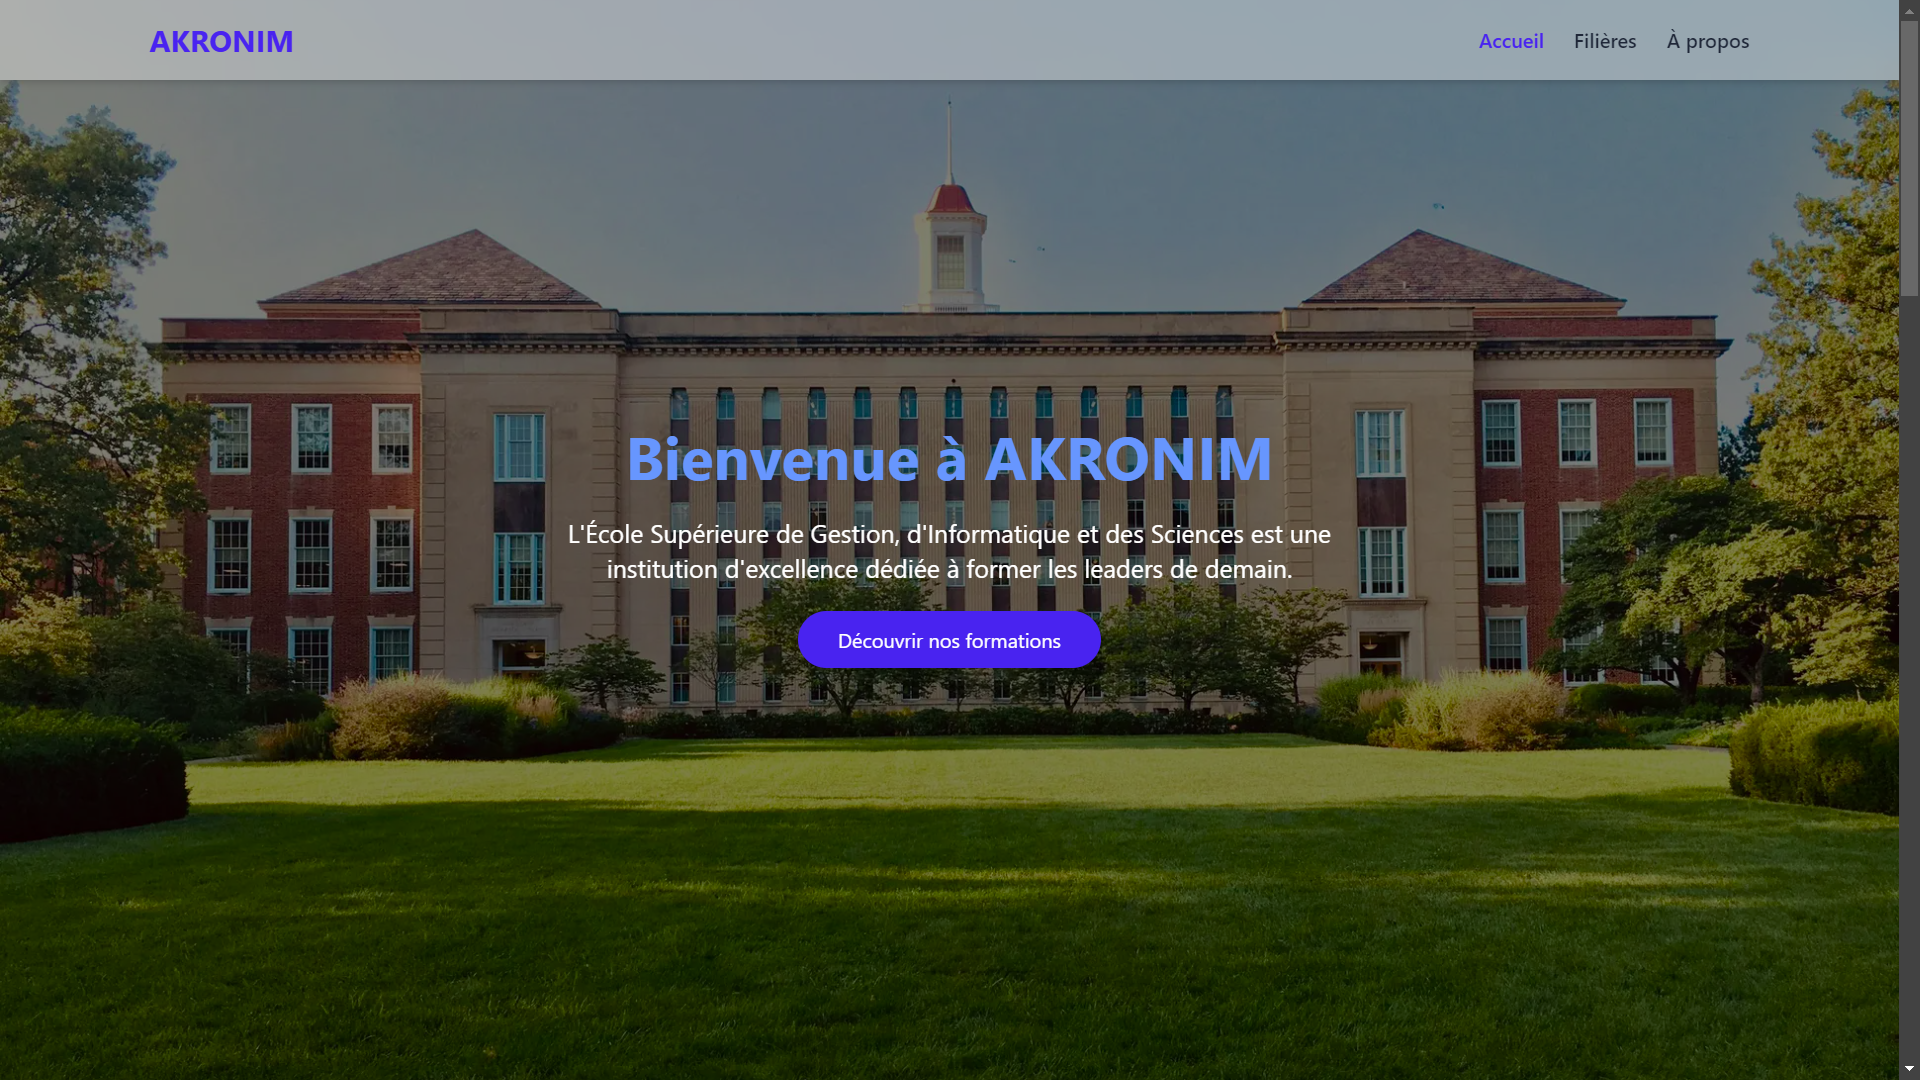 AKRONIM
Accueil
Filières
À propos
Bienvenue à AKRONIM
L'École Supérieure de Gestion, d'Informatique et des Sciences est une
institution d'excellence dédiée à former les leaders de demain.
Découvrir nos formations